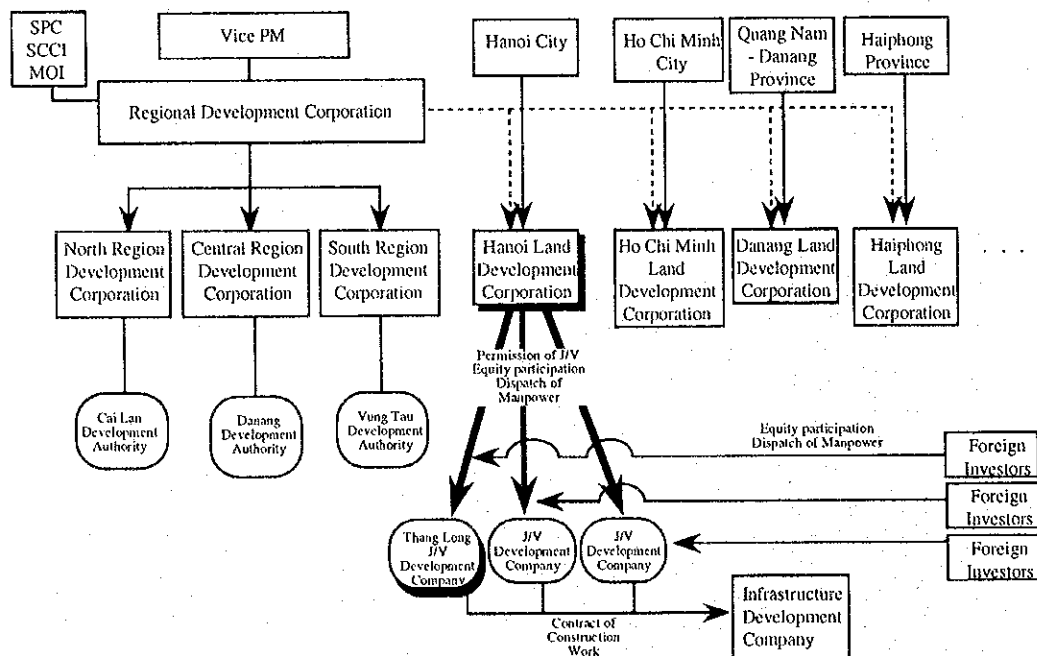 SPC
SCCI
MOI
Vice PM
Hanoi City
Ho Chi Minh
City
Quang Nam
- Danang
Province
Haiphong
Province
Regional Development Corporation
North Region
Development
Corporation
Central Region
Development
Corporation
South Region
Development
Corporation
Hanoi Land
Development
Corporation
Ho Chi Minh
Land
Development
Corporation
Danang Land
Development
Corporation
Haiphong
Land
Development
Corporation
. . . .
Permission of J/V
Equity participation
Dispatch of
Manpower
Cai Lan
Development
Authority
Danang
Development
Authority
Vung Tau
Development
Authority
Equity participation
Dispatch of Manpower
Foreign
Investors
Foreign
Investors
Foreign
Investors
Thang Long
J/V
Development
Company
J/V
Development
Company
J/V
Development
Company
Contract of
Construction
Work
Infrastructure
Development
Company